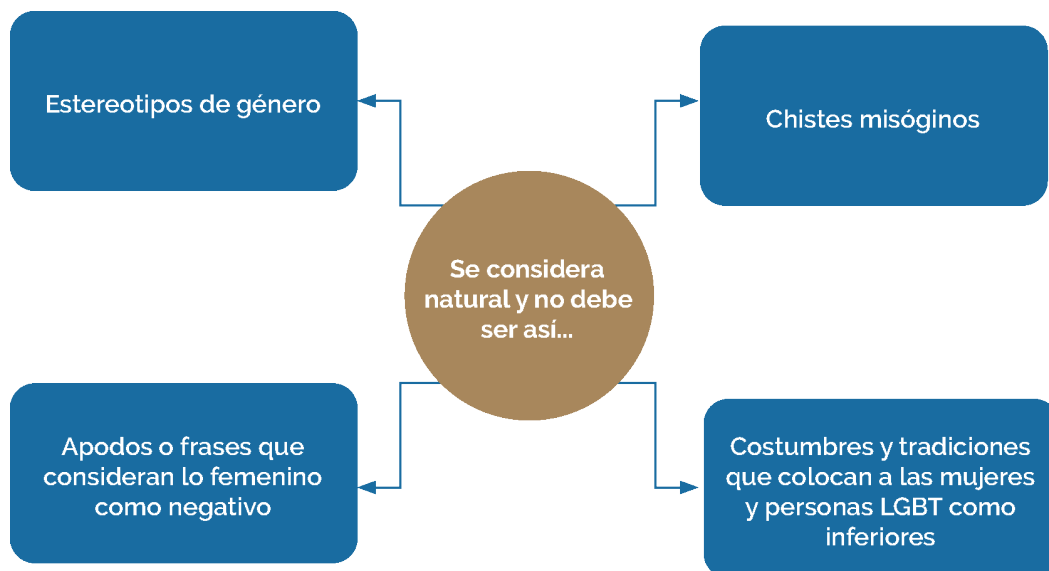 Estereotipos de género
Chistes misóginos
Se considera
natural y no debe
ser así...
Apodos o frases que
consideran lo femenino
como negativo
Costumbres y tradiciones
que colocan a las mujeres
y personas LGBT como
inferiores